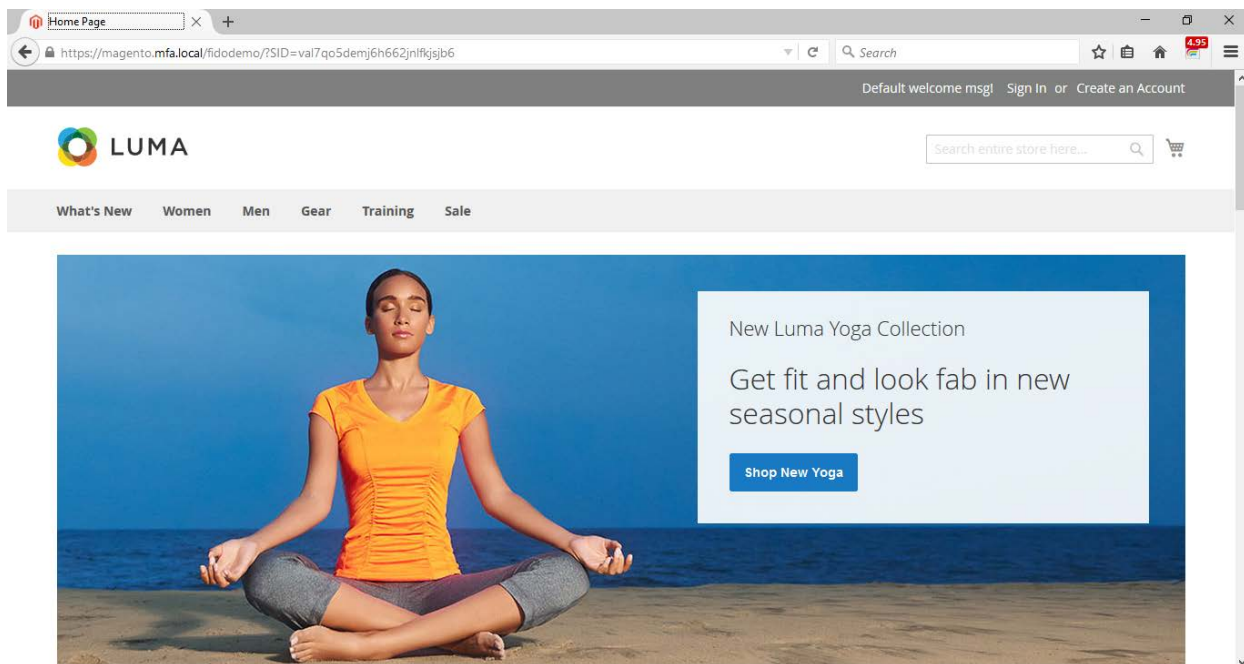 Home Page
https://magento.mfa.local/fidodemo/?SID=val7qo5demj6h662jnlfkjsjb6
Search
4.95
Default welcome msg! Sign In or Create an Account
LUMA
Search entire store here...
What's New Women Men Gear Training Sale
New Luma Yoga Collection
Get fit and look fab in new
seasonal styles
Shop New Yoga